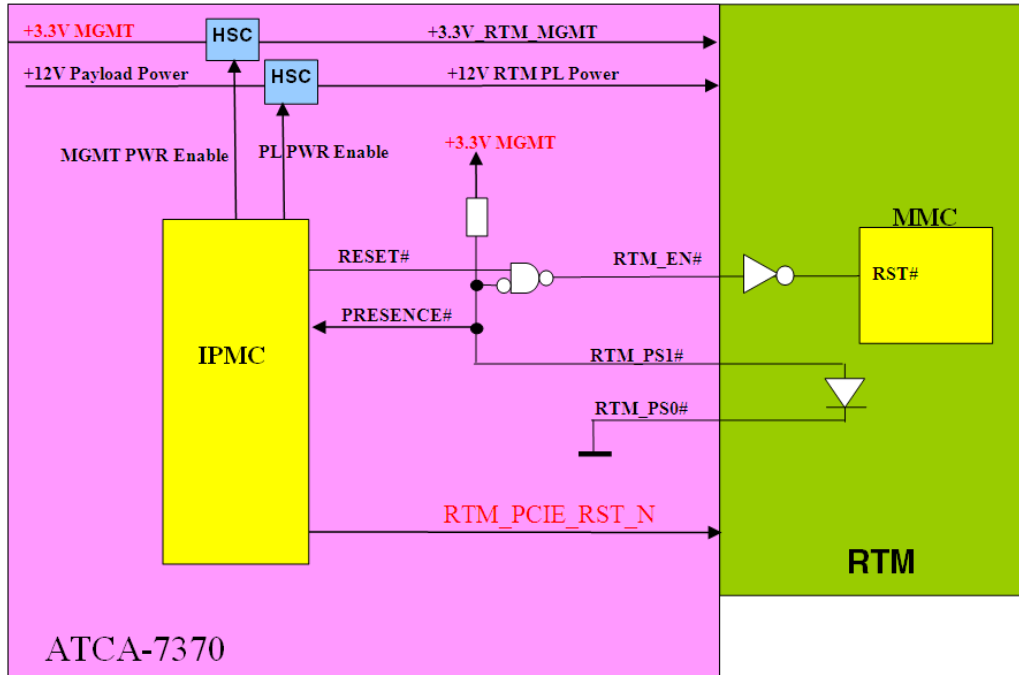 +3.3V MGMT
HSC
+3.3V_RTM_MGMT
+12V Payload Power
HSC
+12V RTM PL Power
MGMT PWR Enable
PL PWR Enable
+3.3V MGMT
MMC
RESET#
RTM_EN#
RST#
PRESENCE#
IPMC
RTM_PS1#
RTM_PS0#
RTM_PCIE_RST_N
RTM
ATCA-7370